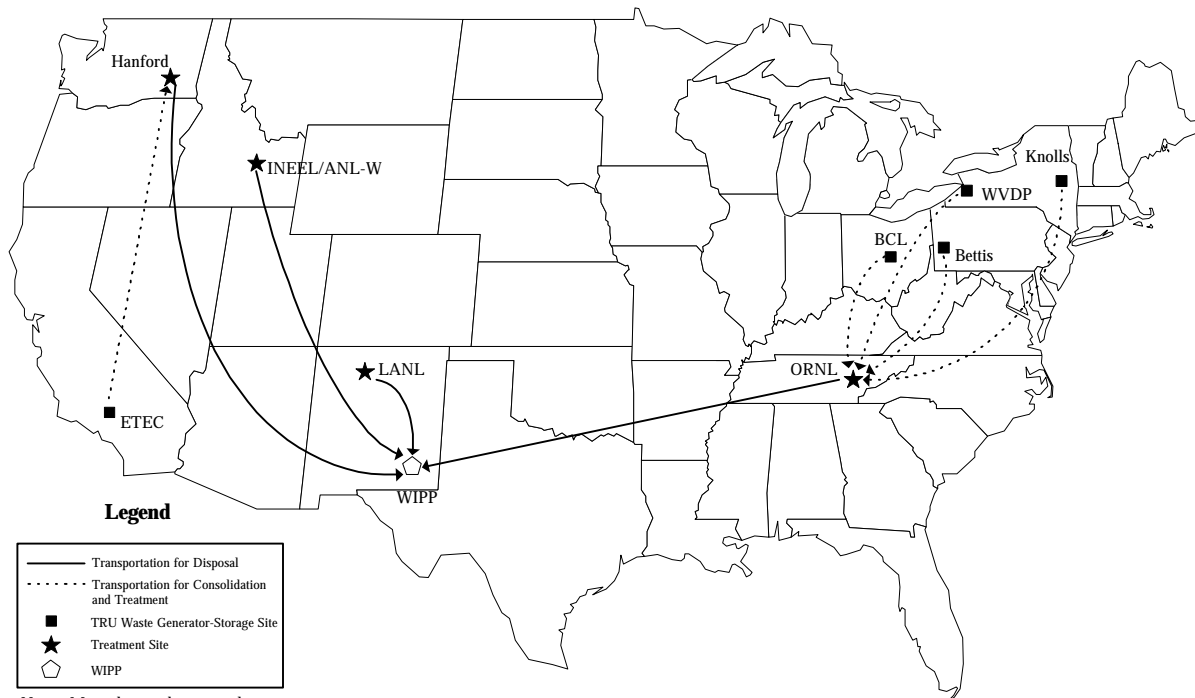 Hanford
INEEL/ANL-W
Knolls
WVDP
BCL
Bettis
LANL
ORNL
ETEC
WIPP
Legend
Transportation for Disposal
Transportation for Consolidation
and Treatment
TRU Waste Generator-Storage Site
Treatment Site
WIPP